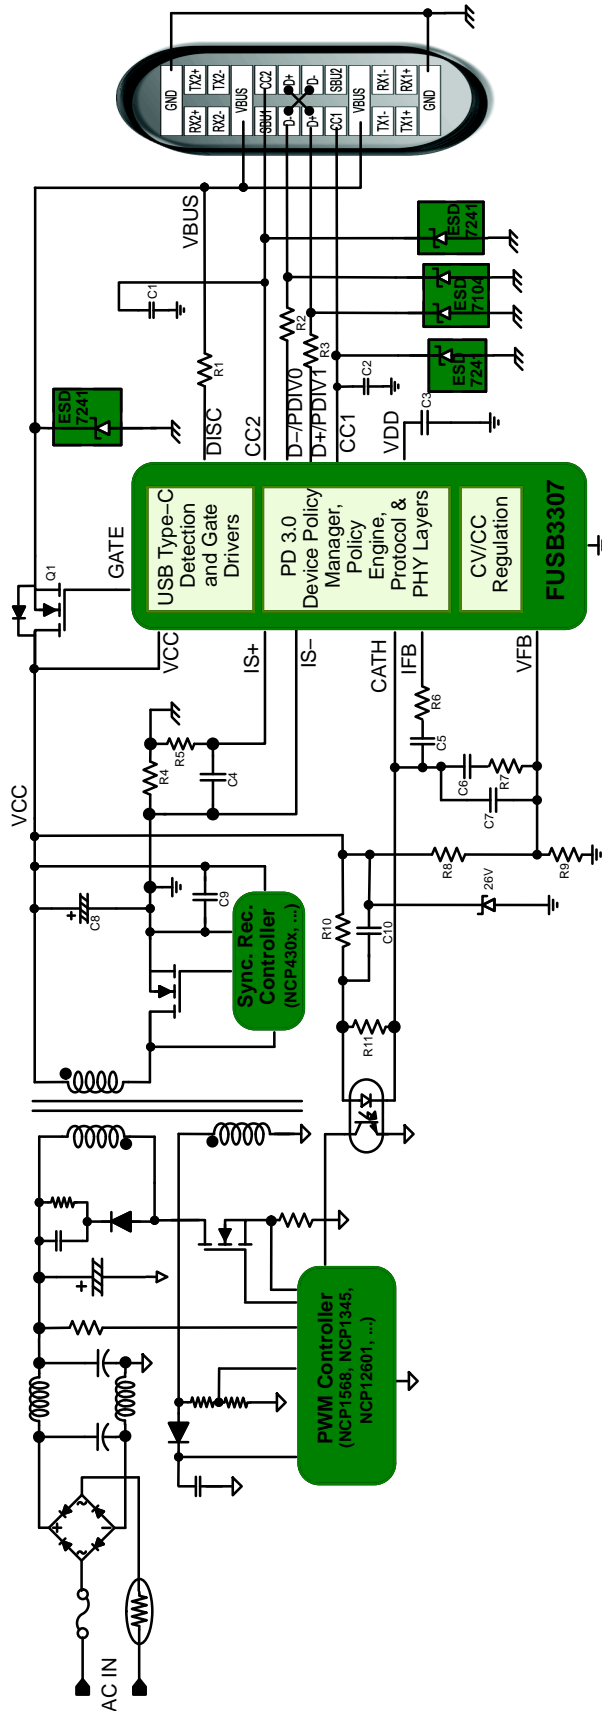 AC IN
+
−
~
~
+
PWM Controller
(NCP1568, NCP1345,
NCP12601, ...)
VCC
+
C8
C9
Sync. Rec.
Controller
(NCP430x, ...)
R4
R5
C4
R10
C10
R11
26V
R8
R9
C7
C6
R7
C5
R6
Q1
GATE
VCC
IS+
IS−
CATH
IFB
VFB
USB Type−C
Detection
and Gate
Drivers
PD 3.0
Device Policy
Manager,
Policy
Engine,
Protocol &
PHY Layers
CV/CC
Regulation
FUSB3307
DISC
CC2
D−/PDIV0
D+/PDIV1
CC1
VDD
ESD
7241
VBUS
R1
C1
R2
R3
C2
C3
ESD
7241
ESD
7104
ESD
7241
GND
RX2+
RX2-
VBUS
SBU1
D-
D+
CC1
VBUS
TX1-
TX1+
GND
TX2+
TX2-
CC2
D+
D-
SBU2
RX1-
RX1+